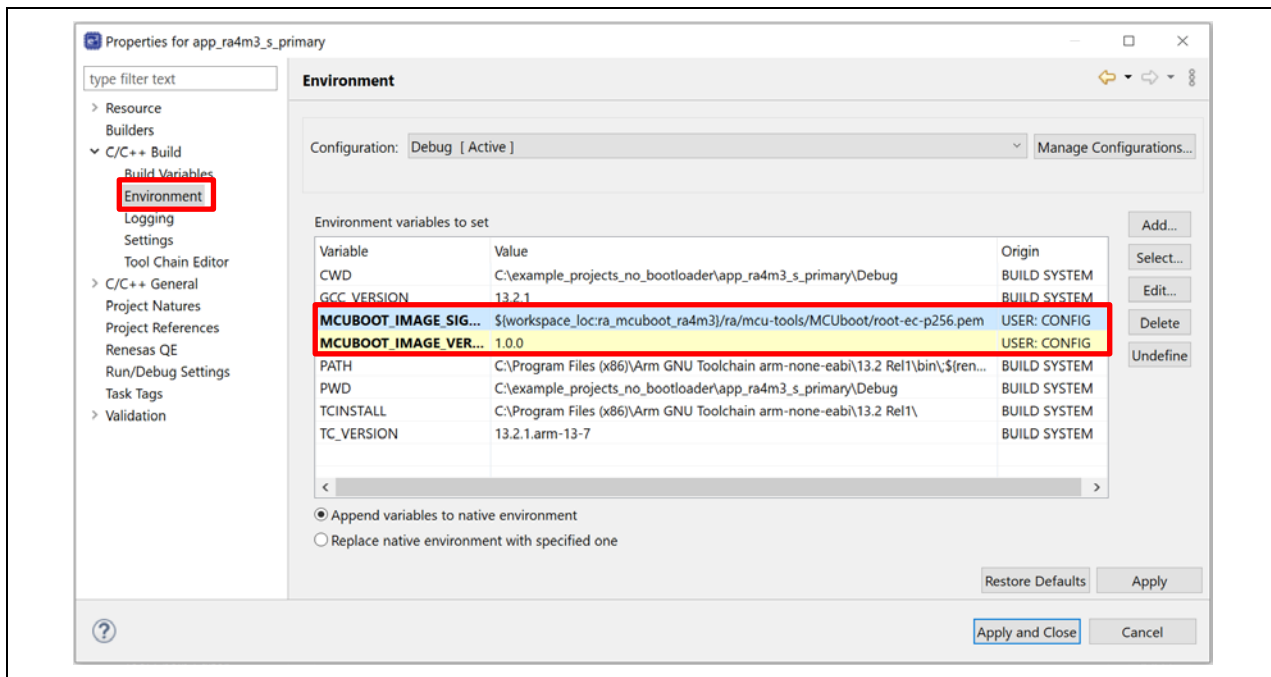 Properties for app_ra4m3_s_primary
type filter text
Environment
Resource
Builders
C/C++ Build
Build Variables
Environment
Logging
Settings
Tool Chain Editor
C/C++ General
Project Natures
Project References
Renesas QE
Run/Debug Settings
Task Tags
Validation
Configuration: Debug [ Active ] Manage Configurations...
Environment variables to set
Variable Value Origin
CWD C:\example_projects_no_bootloader\app_ra4m3_s_primary\Debug BUILD SYSTEM
GCC_VERSION 13.2.1 BUILD SYSTEM
MCUBOOT_IMAGE_SIG... ${workspace_loc:ra_mcuboot_ra4m3}/ra/mcu-tools/MCUboot/root-ec-p256.pem USER: CONFIG
MCUBOOT_IMAGE_VER... 1.0.0 USER: CONFIG
PATH C:\Program Files (x86)\Arm GNU Toolchain arm-none-eabi\13.2 Rel1\bin\;${ren... BUILD SYSTEM
PWD C:\example_projects_no_bootloader\app_ra4m3_s_primary\Debug BUILD SYSTEM
TCINSTALL C:\Program Files (x86)\Arm GNU Toolchain arm-none-eabi\13.2 Rel1\ BUILD SYSTEM
TC_VERSION 13.2.1.arm-13-7 BUILD SYSTEM
Add...
Select...
Edit...
Delete
Undefine
Append variables to native environment
Replace native environment with specified one
Restore Defaults Apply
Apply and Close Cancel